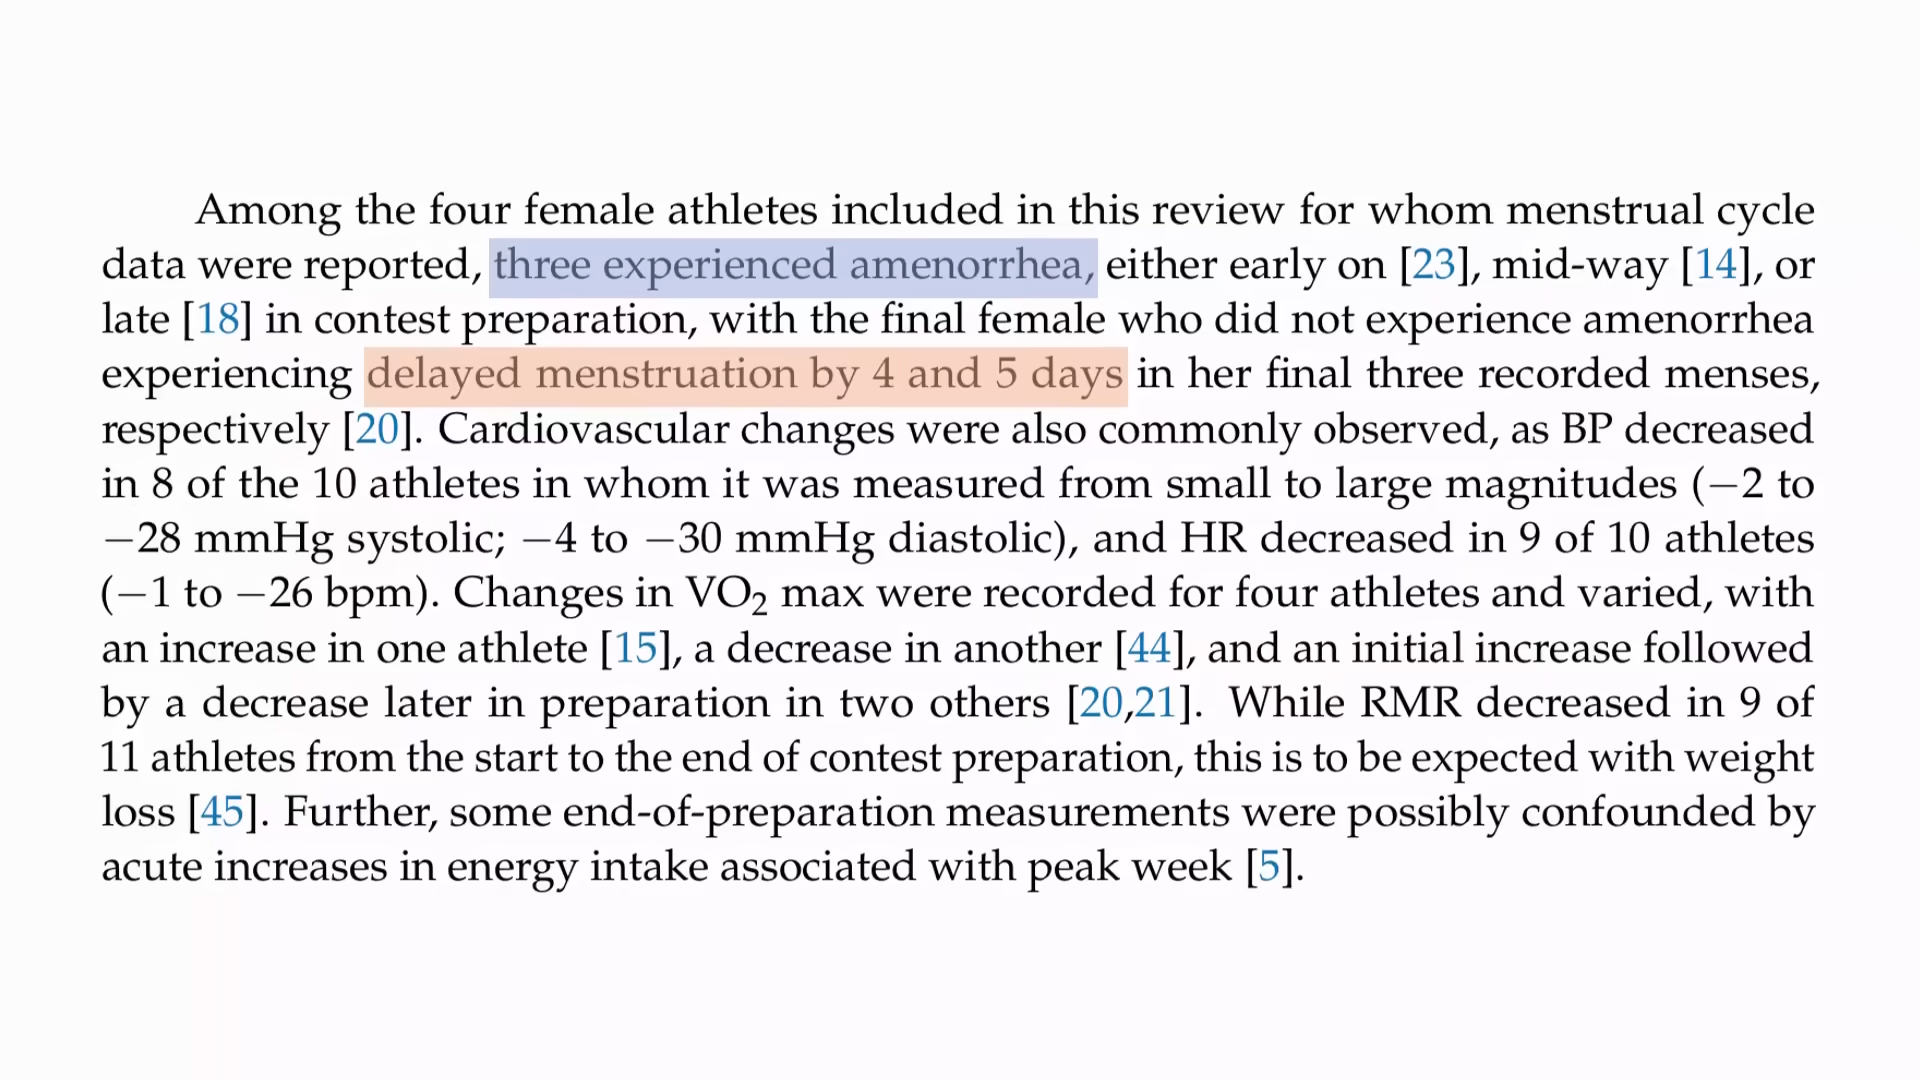 Among the four female athletes included in this review for whom menstrual cycle
data were reported, three experienced amenorrhea, either early on [23], mid-way [14], or
late [18] in contest preparation, with the final female who did not experience amenorrhea
experiencing delayed menstruation by 4 and 5 days in her final three recorded menses,
respectively [20]. Cardiovascular changes were also commonly observed, as BP decreased
in 8 of the 10 athletes in whom it was measured from small to large magnitudes (−2 to
−28 mmHg systolic; −4 to −30 mmHg diastolic), and HR decreased in 9 of 10 athletes
(−1 to −26 bpm). Changes in VO₂ max were recorded for four athletes and varied, with
an increase in one athlete [15], a decrease in another [44], and an initial increase followed
by a decrease later in preparation in two others [20,21]. While RMR decreased in 9 of
11 athletes from the start to the end of contest preparation, this is to be expected with weight
loss [45]. Further, some end-of-preparation measurements were possibly confounded by
acute increases in energy intake associated with peak week [5].